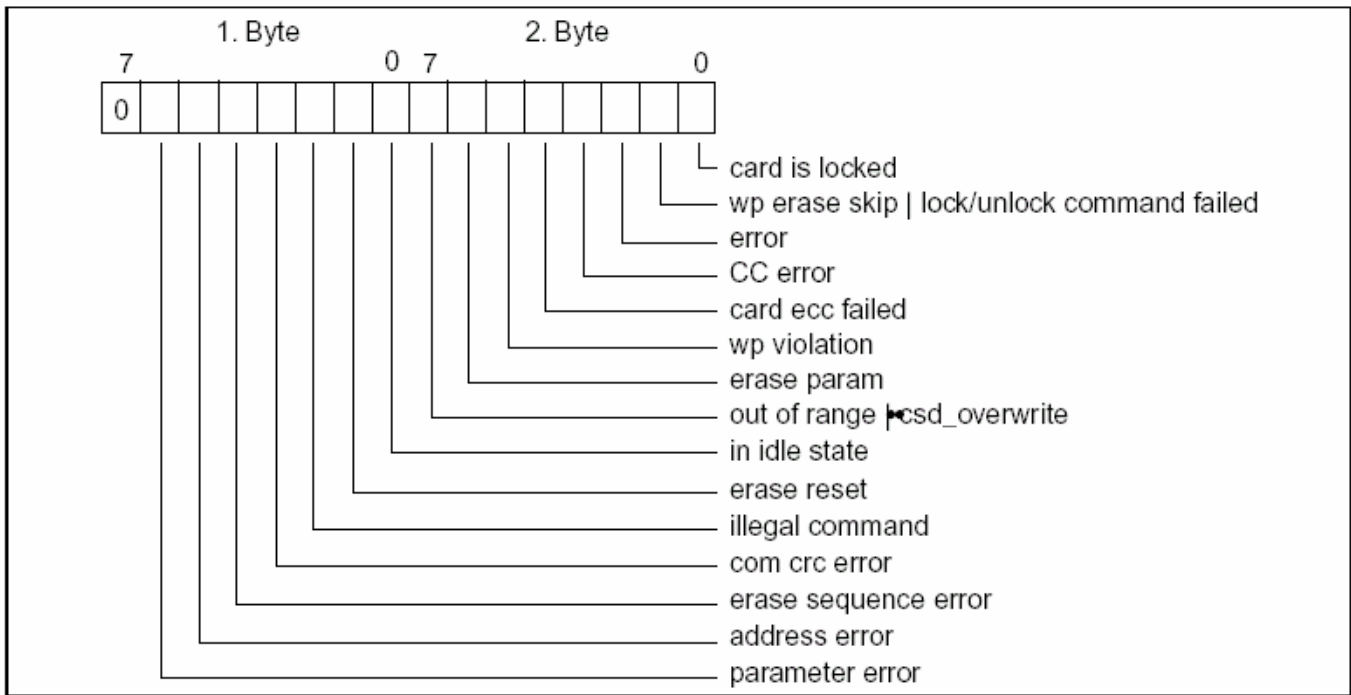 1. Byte 2. Byte
7 0 7 0
0
card is locked
wp erase skip | lock/unlock command failed
error
CC error
card ecc failed
wp violation
erase param
out of range | csd_overwrite
in idle state
erase reset
illegal command
com crc error
erase sequence error
address error
parameter error